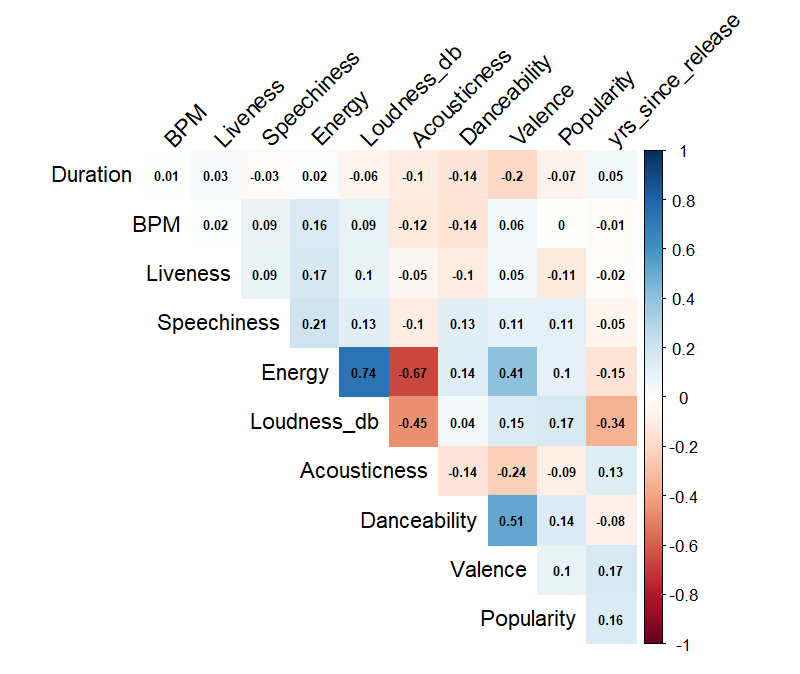 BPM Liveness Speechiness Energy Loudness_db Acousticness Danceability Valence Popularity yrs_since_release
Duration 0.01 0.03 -0.03 0.02 -0.06 -0.1 -0.14 -0.2 -0.07 0.05
BPM 0.02 0.09 0.16 0.09 -0.12 -0.14 0.06 0 -0.01
Liveness 0.09 0.17 0.1 -0.05 -0.1 0.05 -0.11 -0.02
Speechiness 0.21 0.13 -0.1 0.13 0.11 0.11 -0.05
Energy 0.74 -0.67 0.14 0.41 0.1 -0.15
Loudness_db -0.45 0.04 0.15 0.17 -0.34
Acousticness -0.14 -0.24 -0.09 0.13
Danceability 0.51 0.14 -0.08
Valence 0.1 0.17
Popularity 0.16
1
0.8
0.6
0.4
0.2
0
-0.2
-0.4
-0.6
-0.8
-1